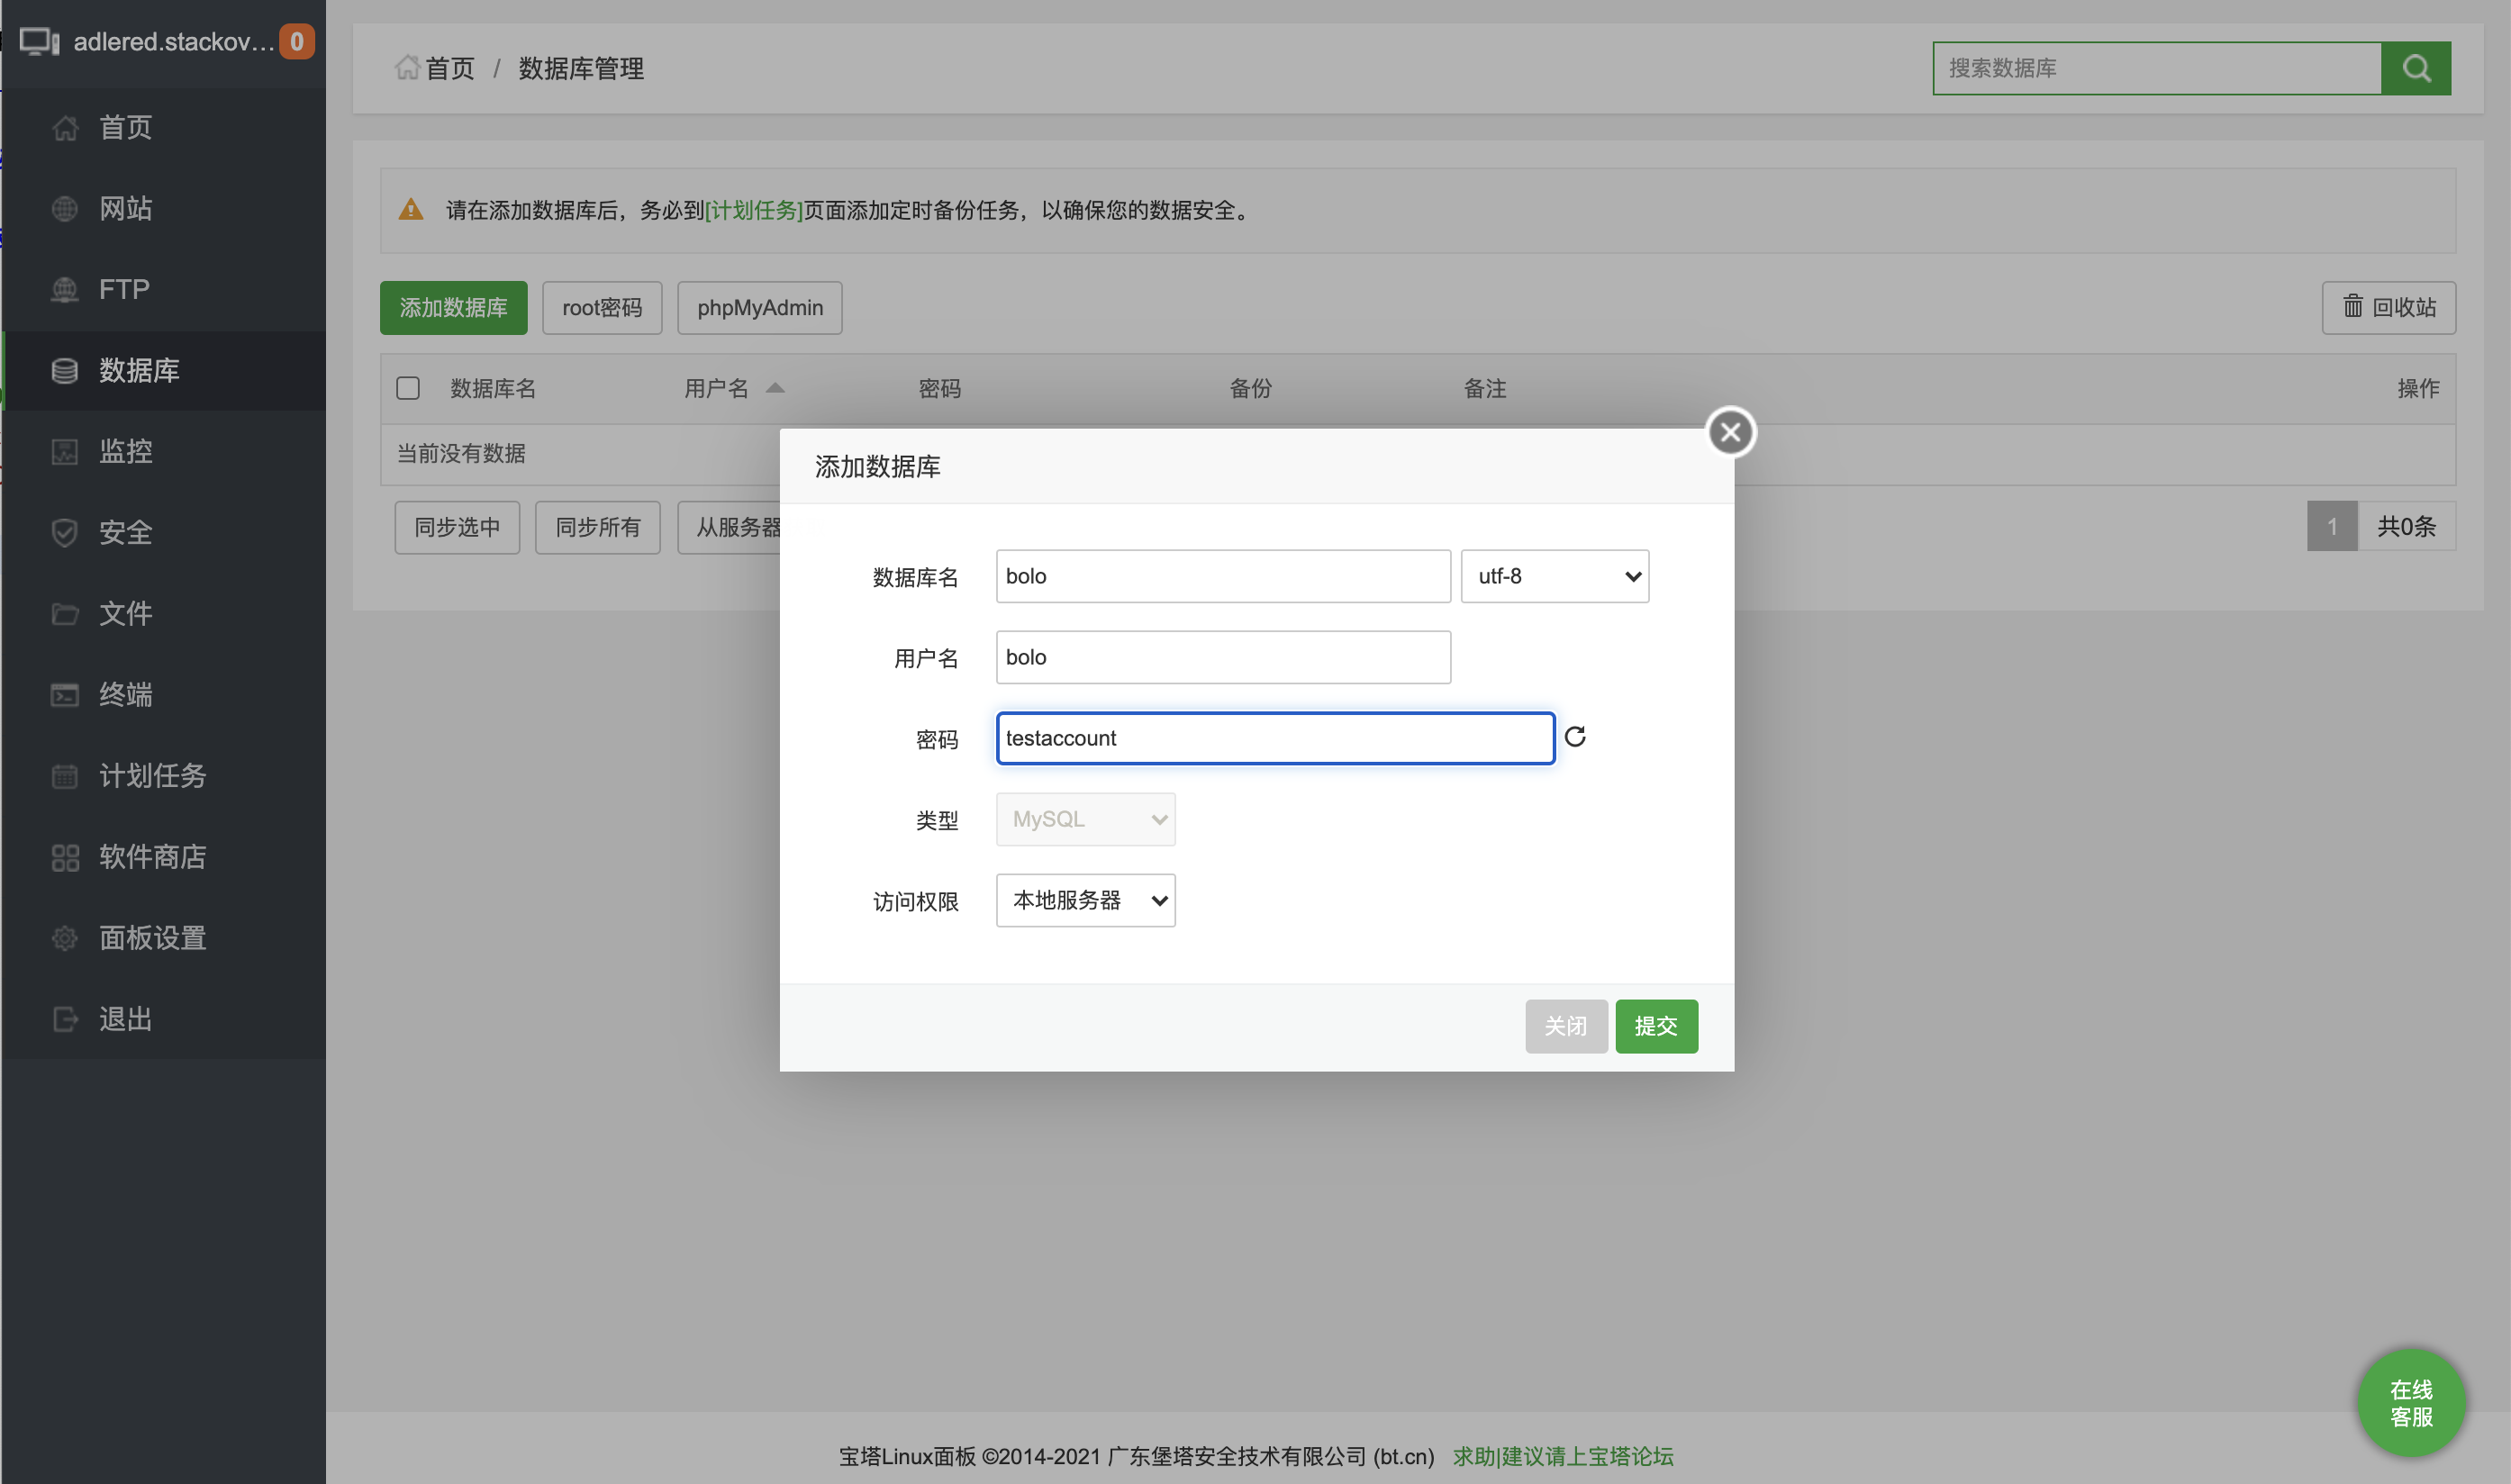 adlered.stackov... 0
首页
网站
FTP
数据库
监控
安全
文件
终端
计划任务
软件商店
面板设置
退出
首页 / 数据库管理
搜索数据库
请在添加数据库后，务必到[计划任务]页面添加定时备份任务，以确保您的数据安全。
添加数据库 root密码 phpMyAdmin 回收站
数据库名 用户名 密码 备份 备注 操作
当前没有数据
同步选中 同步所有 从服务器 1 共0条
添加数据库
数据库名 bolo utf-8
用户名 bolo
密码 testaccount
类型 MySQL
访问权限 本地服务器
关闭 提交
在线
客服
宝塔Linux面板 ©2014-2021 广东堡塔安全技术有限公司 (bt.cn) 求助|建议请上宝塔论坛